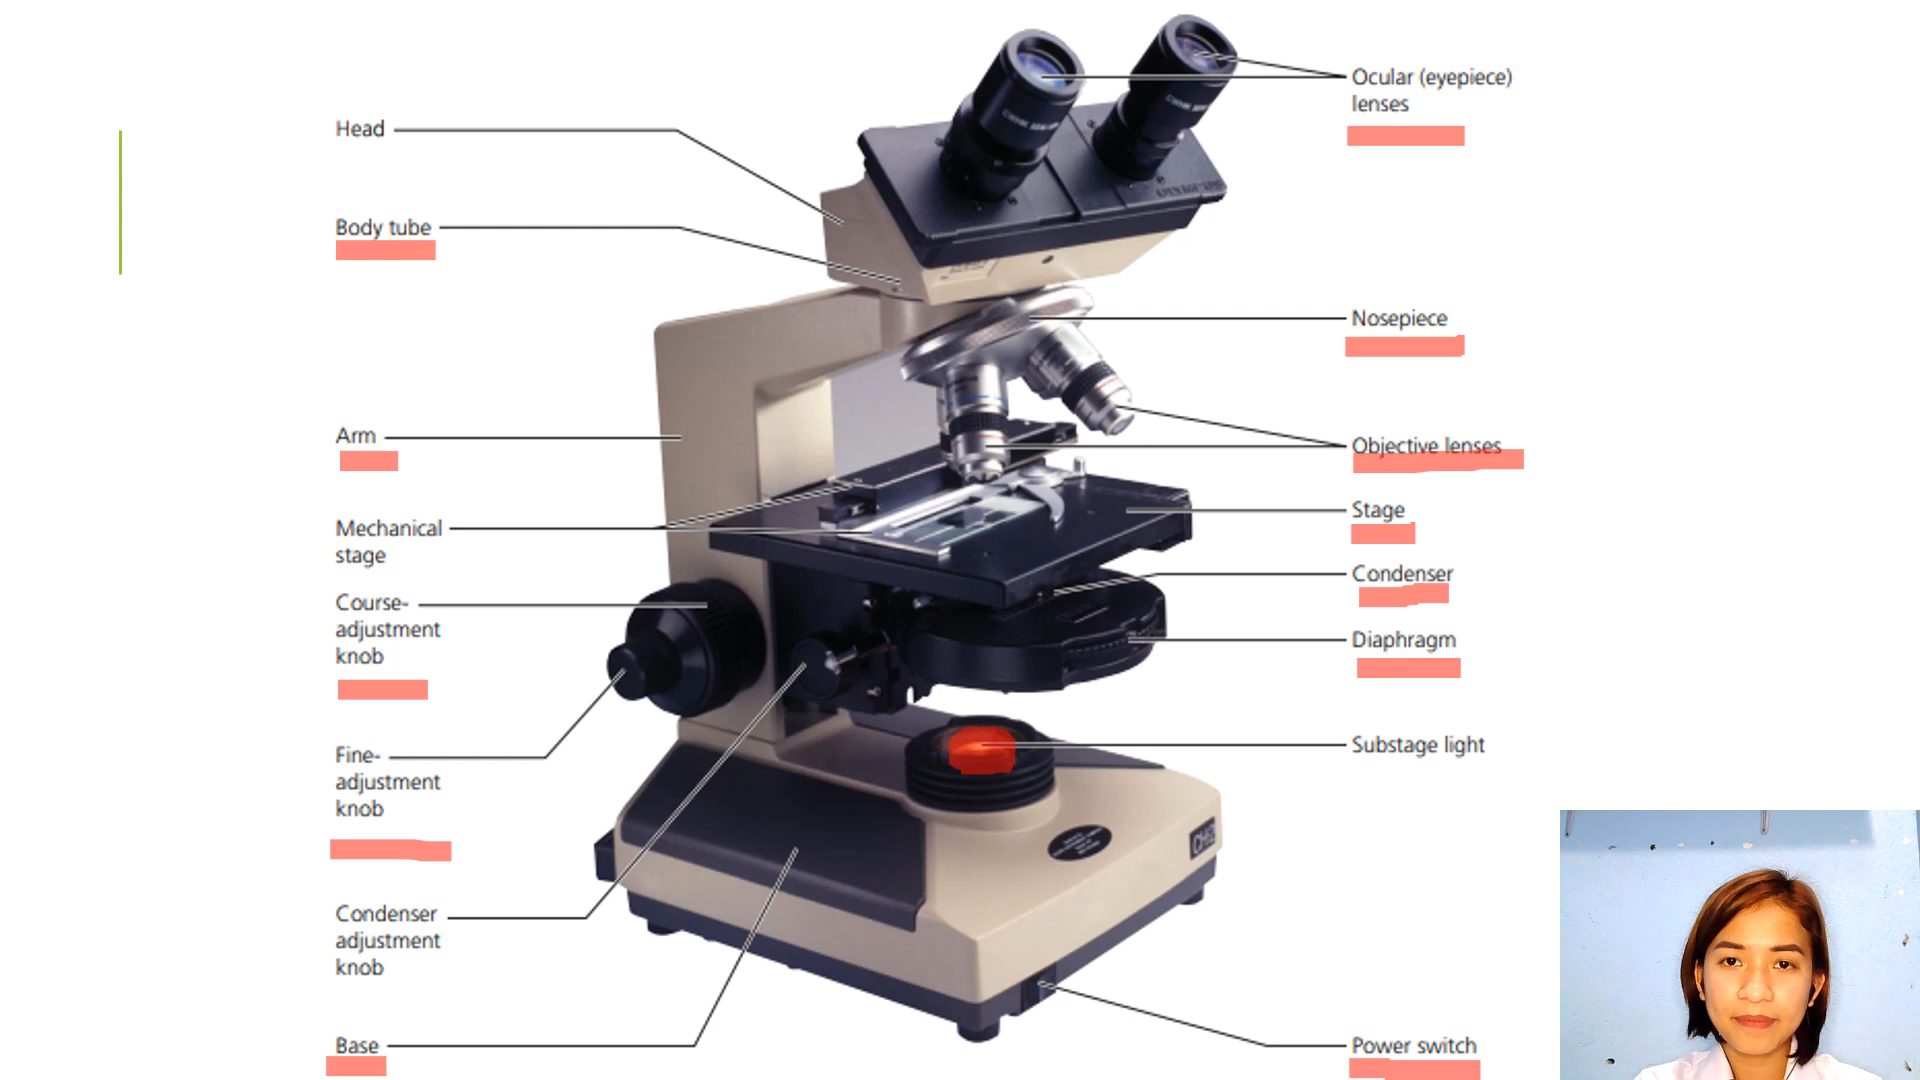 Head
Body tube
Arm
Mechanical
stage
Course-
adjustment
knob
Fine-
adjustment
knob
Condenser
adjustment
knob
Base
Ocular (eyepiece)
lenses
Nosepiece
Objective lenses
Stage
Condenser
Diaphragm
Substage light
Power switch
CH2